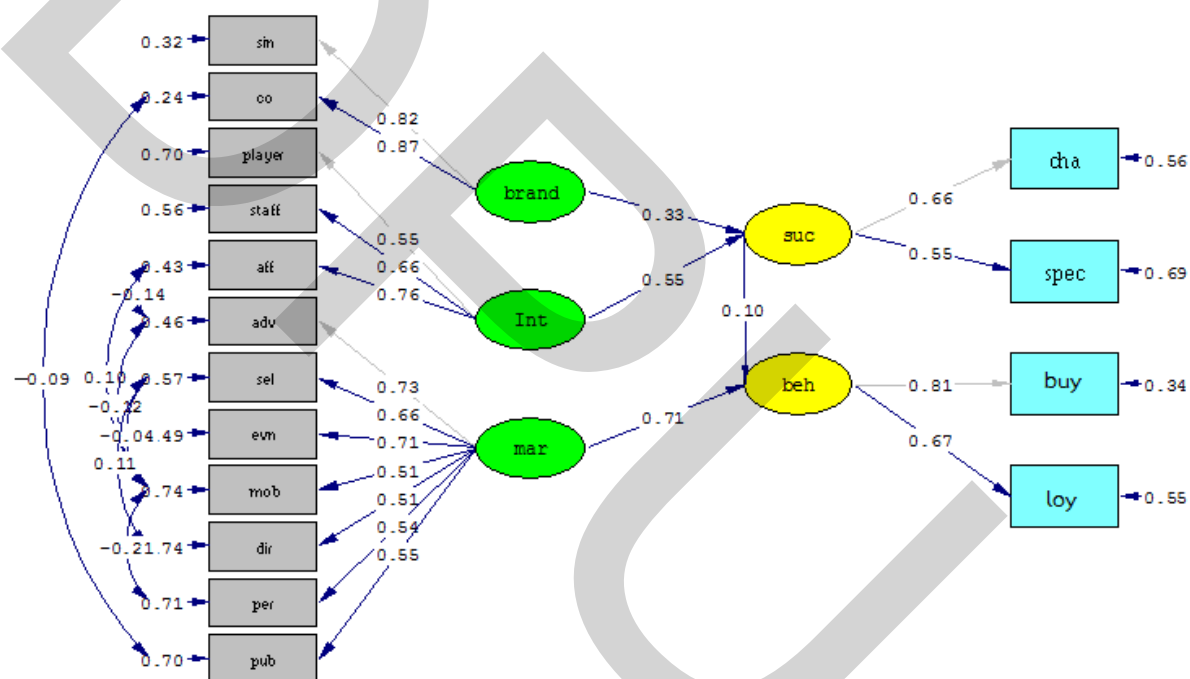 0.32 sin
0.24 co
0.82
0.87
0.70 player
staff
0.56
brand
0.33
0.55
0.66
0.76
0.43 aff
-0.14
0.46 adv
Int
0.55
suc
0.66
0.55
cha 0.56
spec 0.69
0.10
-0.09 0.10 0.57 sel
0.73
0.66
-0.12
-0.04 .49 evn
0.71
mar
0.71
beh
0.81
0.67
buy 0.34
0.11
0.74 mob
0.51
0.51
loy 0.55
-0.21 .74 dir
0.54
0.55
0.71 per
0.70 pub